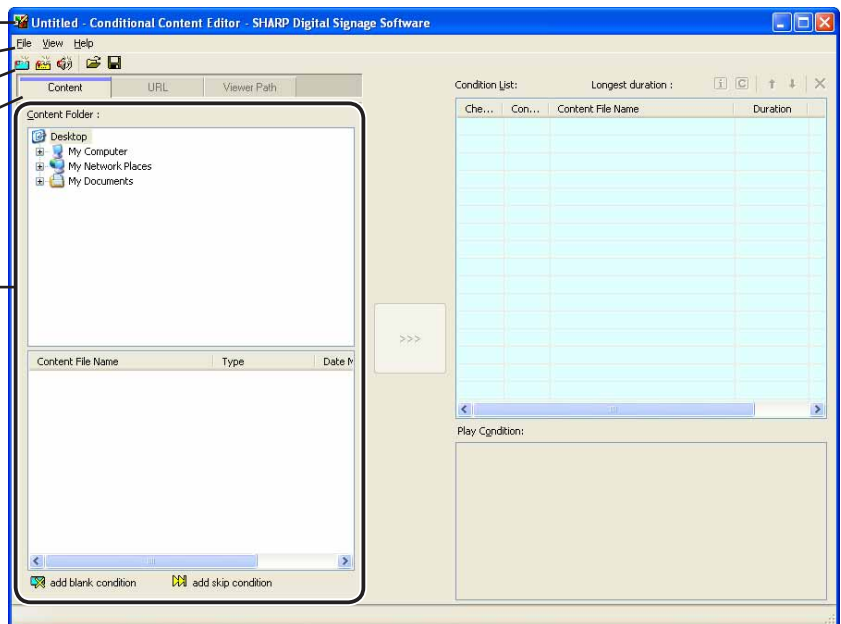 Untitled - Conditional Content Editor - SHARP Digital Signage Software
File View Help
Content URL Viewer Path
Content Folder :
Desktop
My Computer
My Network Places
My Documents
Content File Name Type Date M
add blank condition add skip condition
>>>
Condition List: Longest duration : i C
Che... Con... Content File Name Duration
Play Condition: